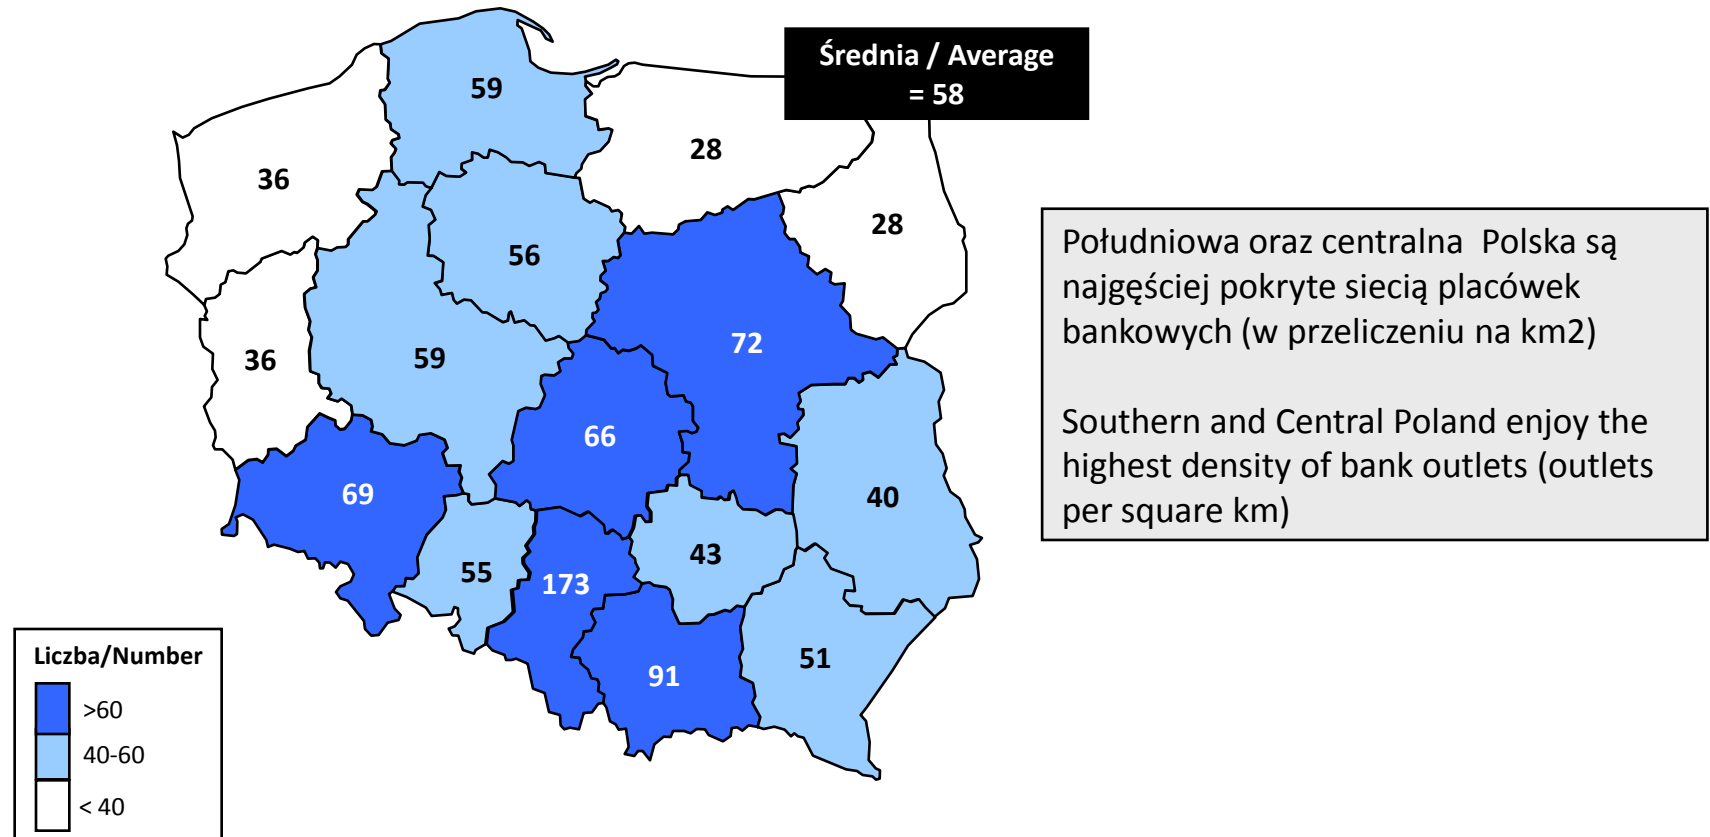 Średnia / Average
= 58
59
28
36
28
56
72
36
59
66
69
40
43
55
173
51
91
Południowa oraz centralna  Polska są
najgęściej pokryte siecią placówek
bankowych (w przeliczeniu na km2)
Southern and Central Poland enjoy the
highest density of bank outlets (outlets
per square km)
Liczba/Number
>60
40-60
< 40